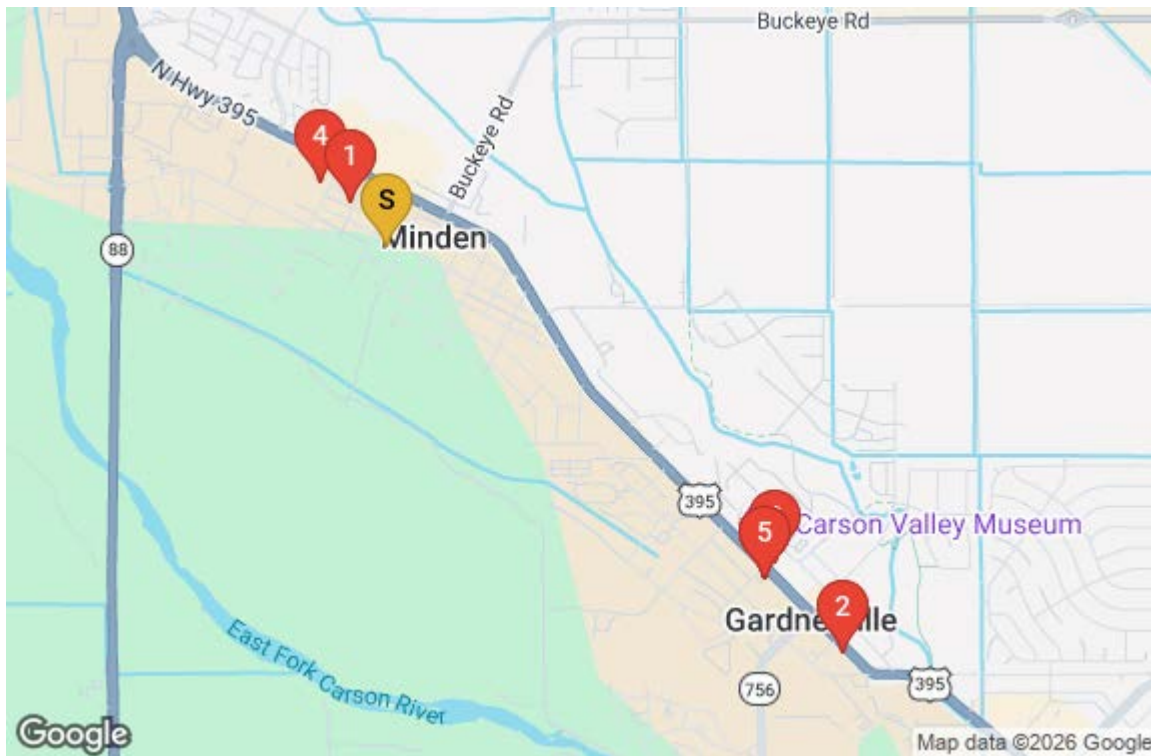 Buckeye Rd
N Hwy 395
4
1
Buckeye Rd
S
Minden
88
395
Carson Valley Museum
5
2
Gardnerville
East Fork Carson River
756
395
Google
Map data ©2026 Google